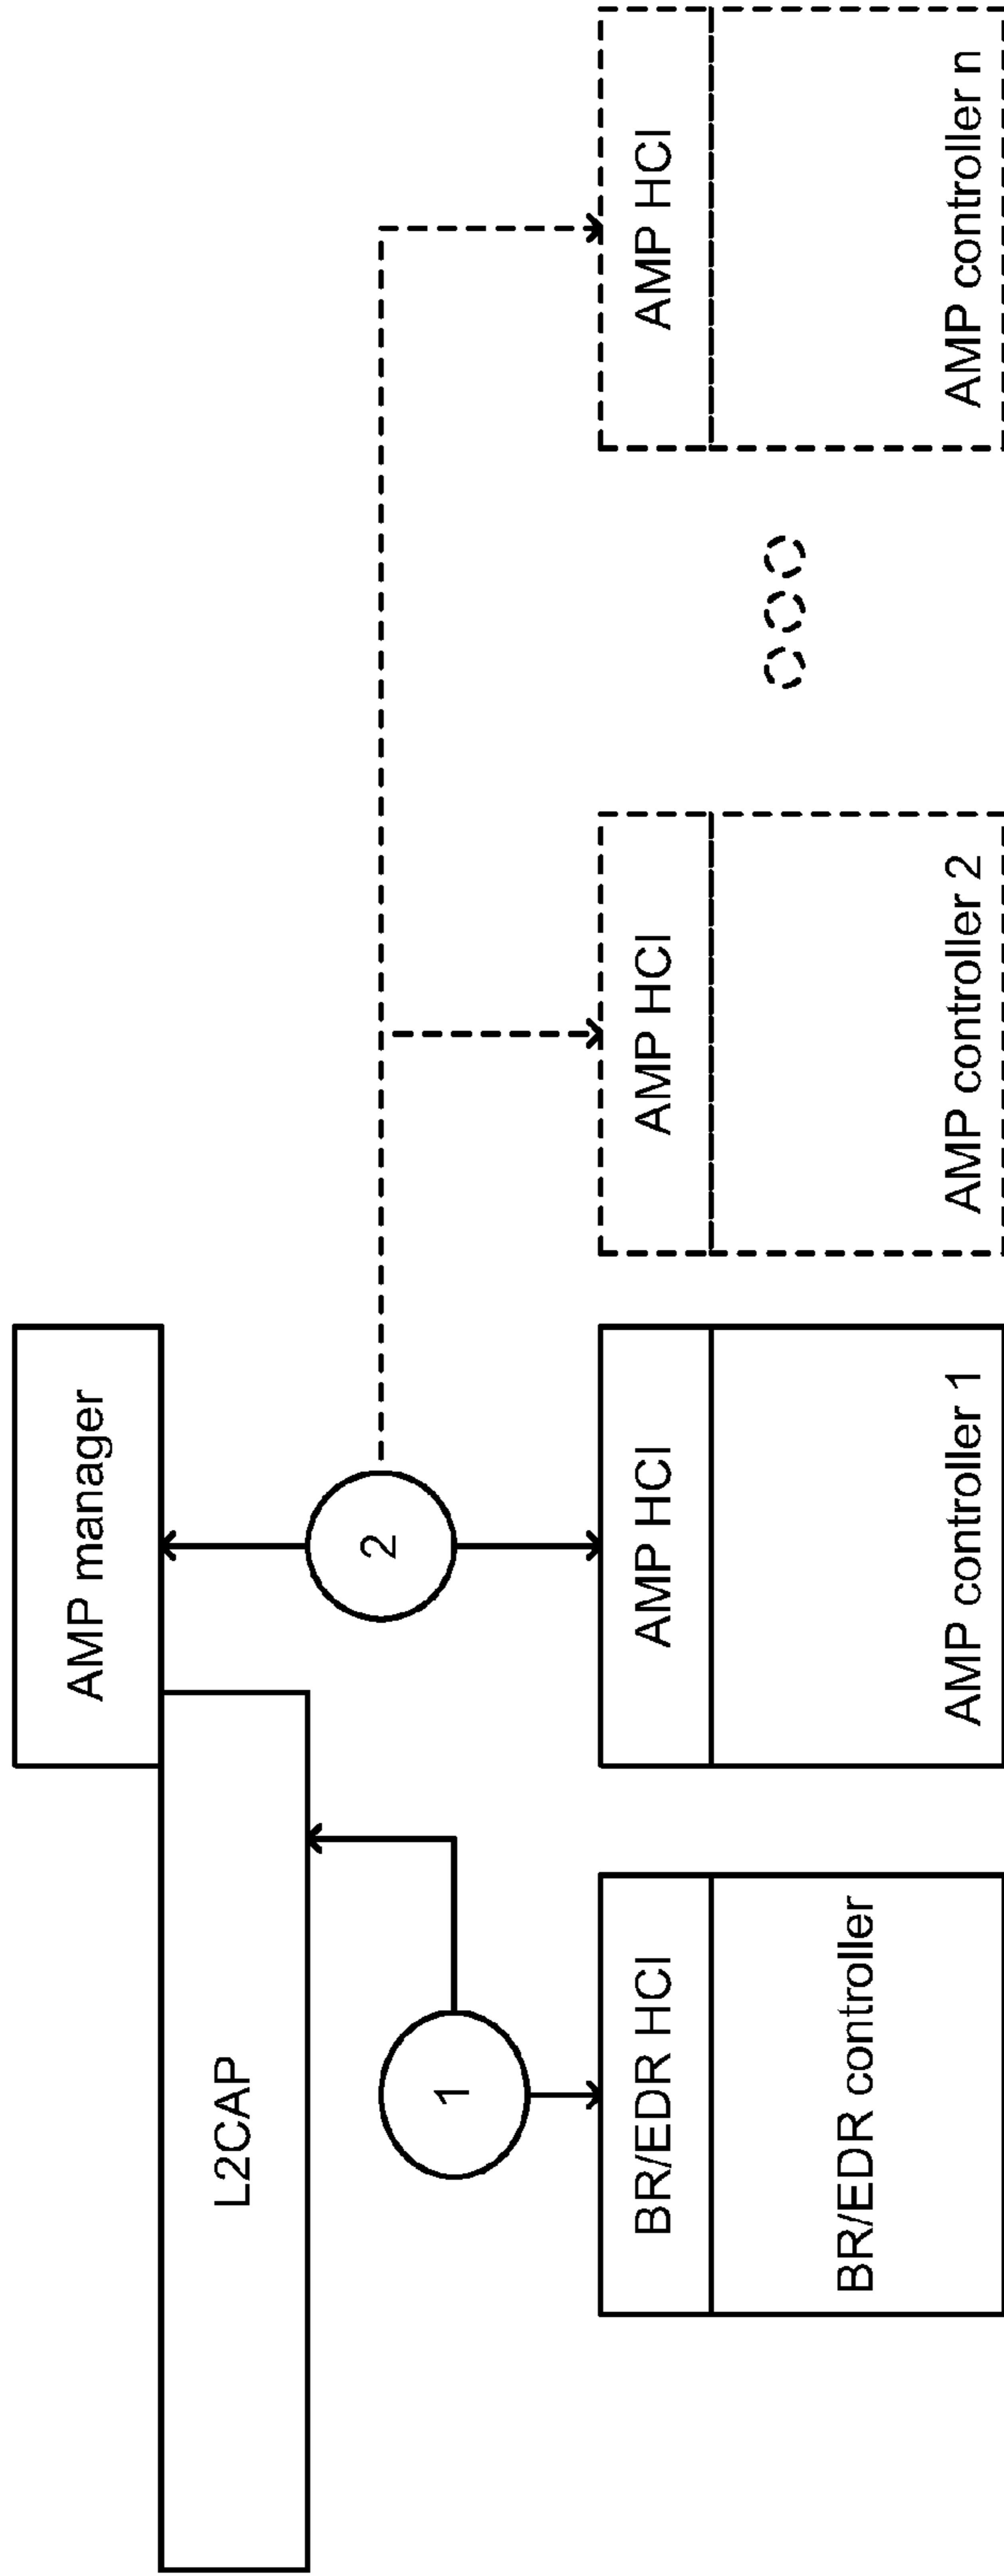 AMP manager
L2CAP
1
2
BR/EDR HCI
AMP HCI
AMP HCI
AMP HCI
BR/EDR controller
AMP controller 1
AMP controller 2
AMP controller n